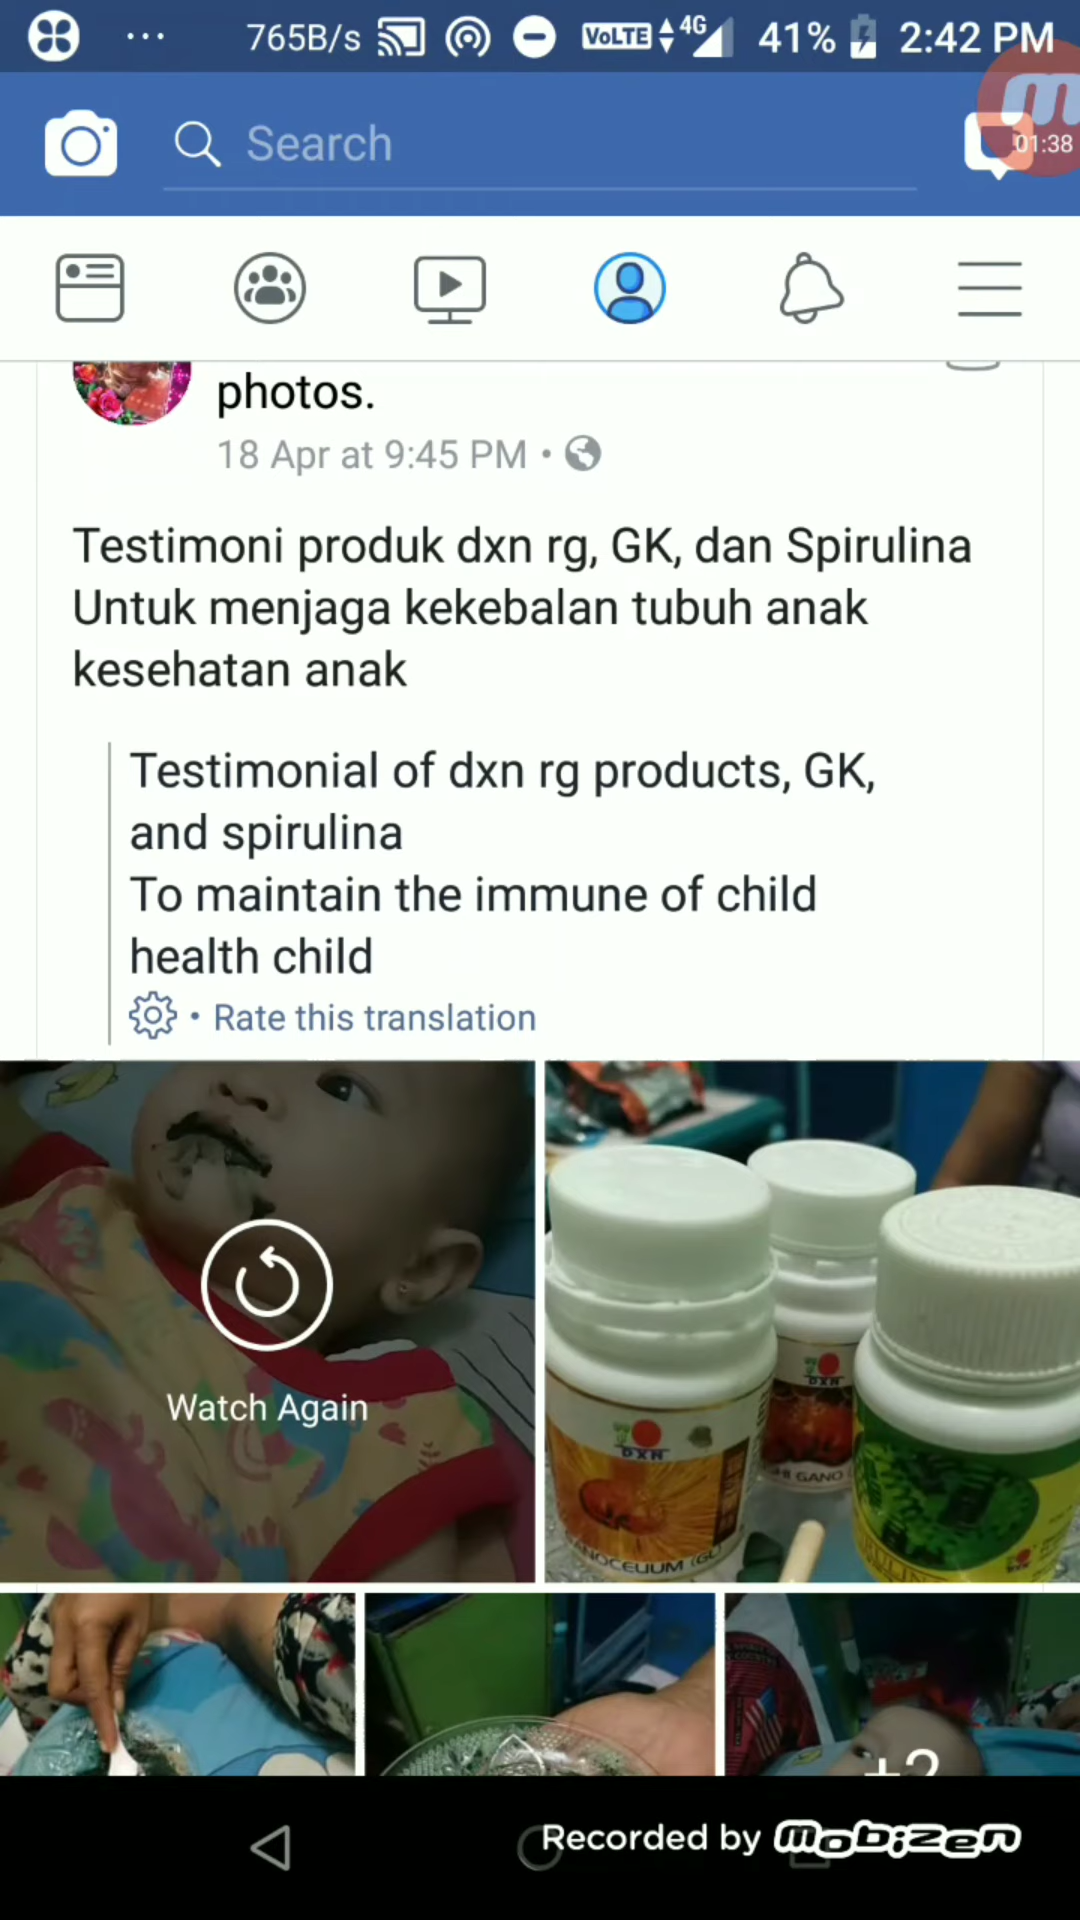 765B/s VoLTE 4G 41% 2:42 PM
Search
01:38
photos.
18 Apr at 9:45 PM •
Testimoni produk dxn rg, GK, dan Spirulina
Untuk menjaga kekebalan tubuh anak
kesehatan anak
Testimonial of dxn rg products, GK,
and spirulina
To maintain the immune of child
health child
• Rate this translation
Watch Again
DXN
DXN
GANO
+2
Recorded by Mobizen